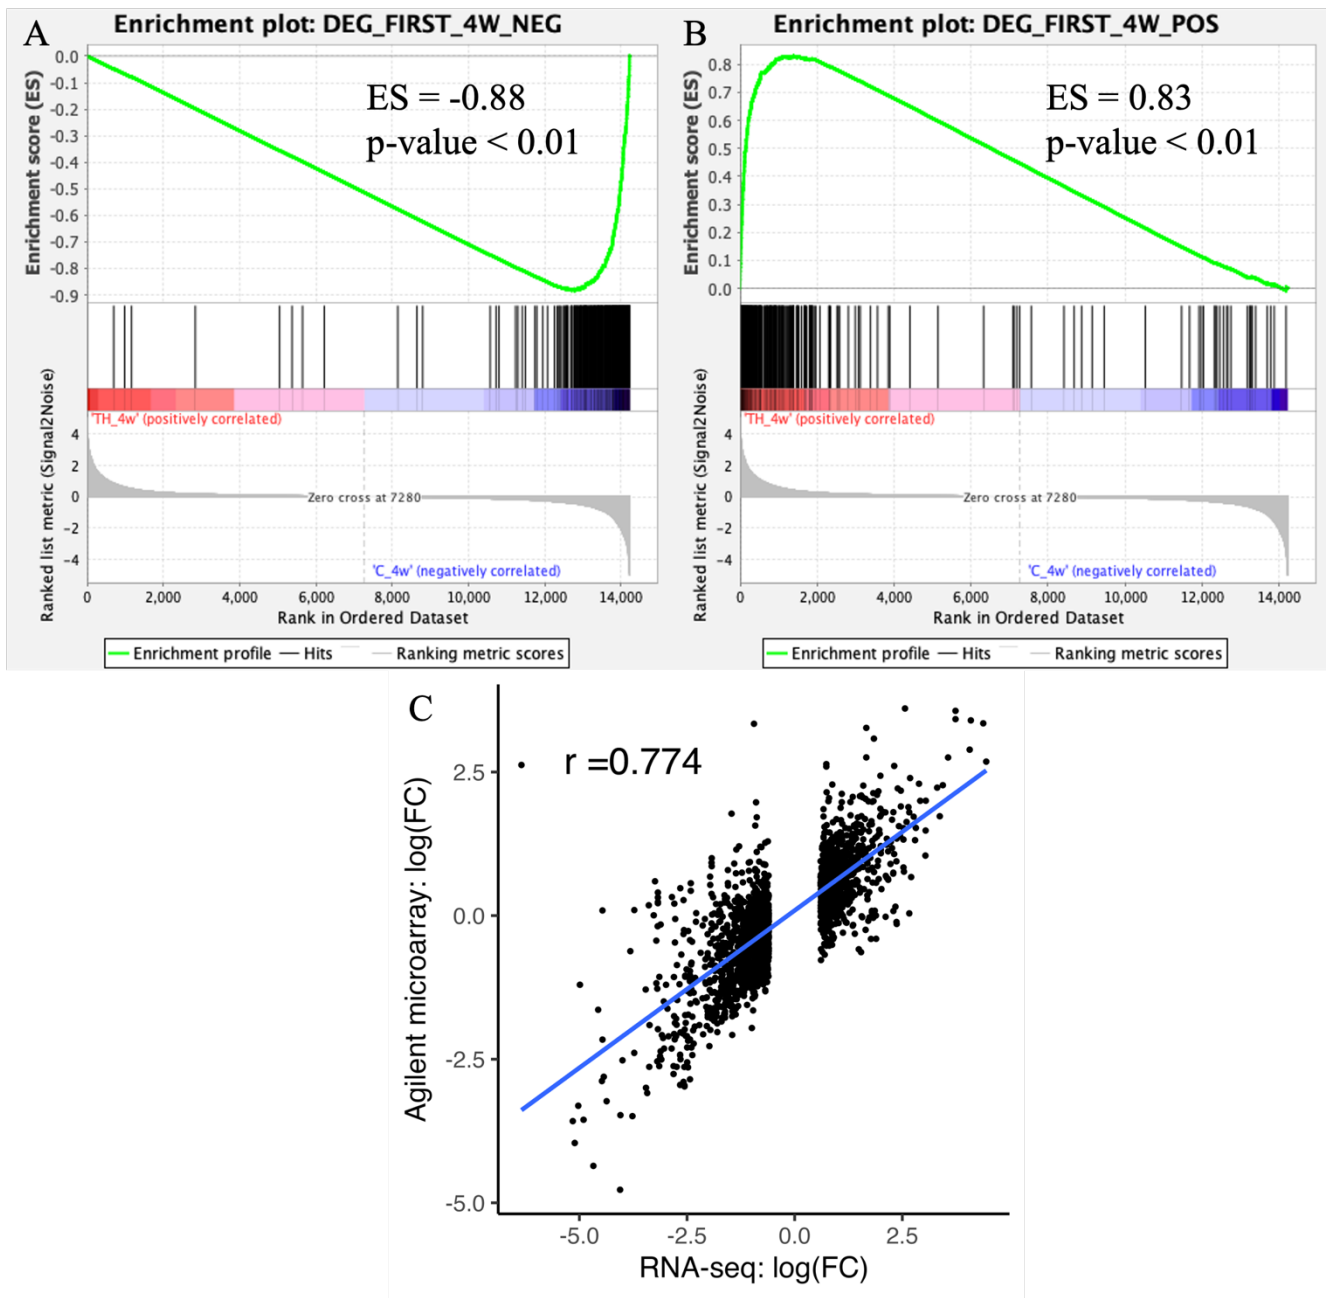 A
Enrichment plot: DEG_FIRST_4W_NEG
Enrichment score (ES)
0.0
-0.1
-0.2
-0.3
-0.4
-0.5
-0.6
-0.7
-0.8
-0.9
ES = -0.88
p-value < 0.01
Ranked list metric (Signal2Noise)
'TH_4w' (positively correlated)
4
2
0
-2
-4
Zero cross at 7280
'C_4w' (negatively correlated)
0 2,000 4,000 6,000 8,000 10,000 12,000 14,000
Rank in Ordered Dataset
Enrichment profile Hits Ranking metric scores
B
Enrichment plot: DEG_FIRST_4W_POS
Enrichment score (ES)
0.8
0.7
0.6
0.5
0.4
0.3
0.2
0.1
0.0
ES = 0.83
p-value < 0.01
Ranked list metric (Signal2Noise)
'TH_4w' (positively correlated)
4
2
0
-2
-4
Zero cross at 7280
'C_4w' (negatively correlated)
0 2,000 4,000 6,000 8,000 10,000 12,000 14,000
Rank in Ordered Dataset
Enrichment profile Hits Ranking metric scores
C
r =0.774
Agilent microarray: log(FC)
2.5
0.0
-2.5
-5.0
-5.0 -2.5 0.0 2.5
RNA-seq: log(FC)